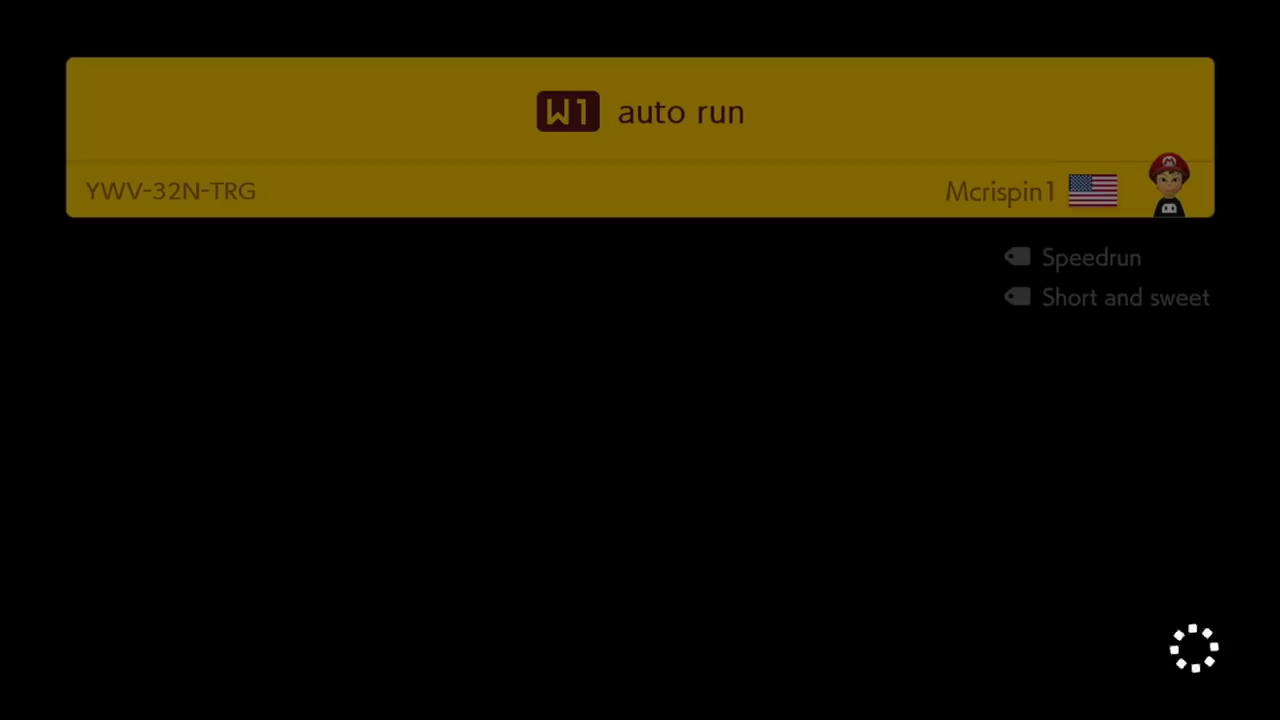 W1 auto run
YWV-32N-TRG
Mcrispin1
Speedrun
Short and sweet